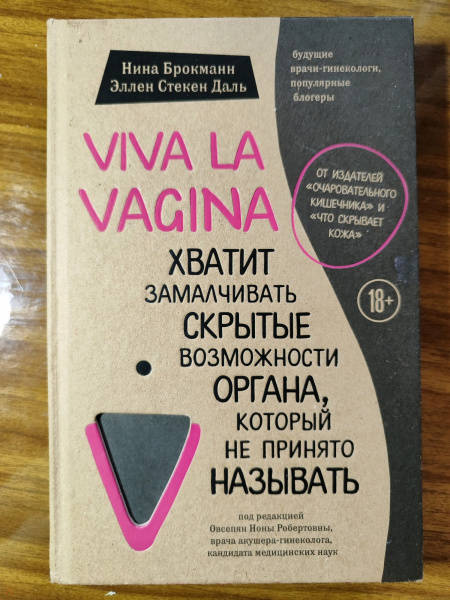 Нина Брокманн
Эллен Стекен Даль
будущие
врачи-гинекологи,
популярные
блогеры
VIVA LA
VAGINA
ОТ ИЗДАТЕЛЕЙ
«ОЧАРОВАТЕЛЬНОГО
КИШЕЧНИКА» И
«ЧТО СКРЫВАЕТ
КОЖА»
18+
ХВАТИТ
ЗАМАЛЧИВАТЬ
СКРЫТЫЕ
ВОЗМОЖНОСТИ
ОРГАНА,
КОТОРЫЙ
НЕ ПРИНЯТО
НАЗЫВАТЬ
под редакцией
Овсепян Ноны Робертовны,
врача акушера-гинеколога,
кандидата медицинских наук